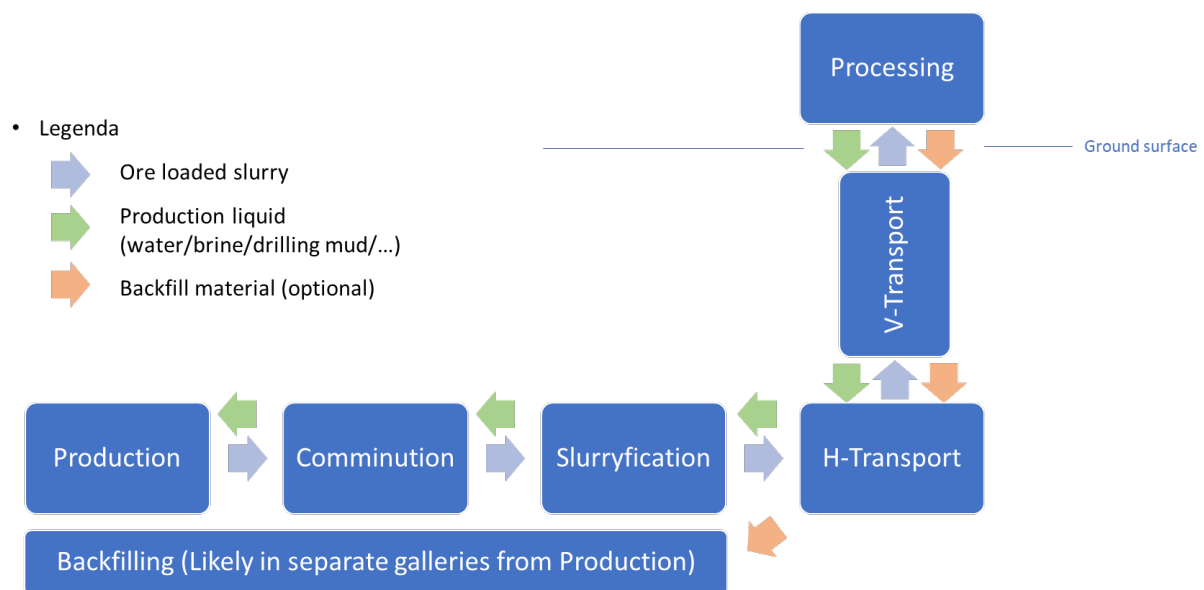 Processing
• Legenda
Ground surface
Ore loaded slurry
Production liquid
(water/brine/drilling mud/...)
Backfill material (optional)
V-Transport
Production
Comminution
Slurryfication
H-Transport
Backfilling (Likely in separate galleries from Production)